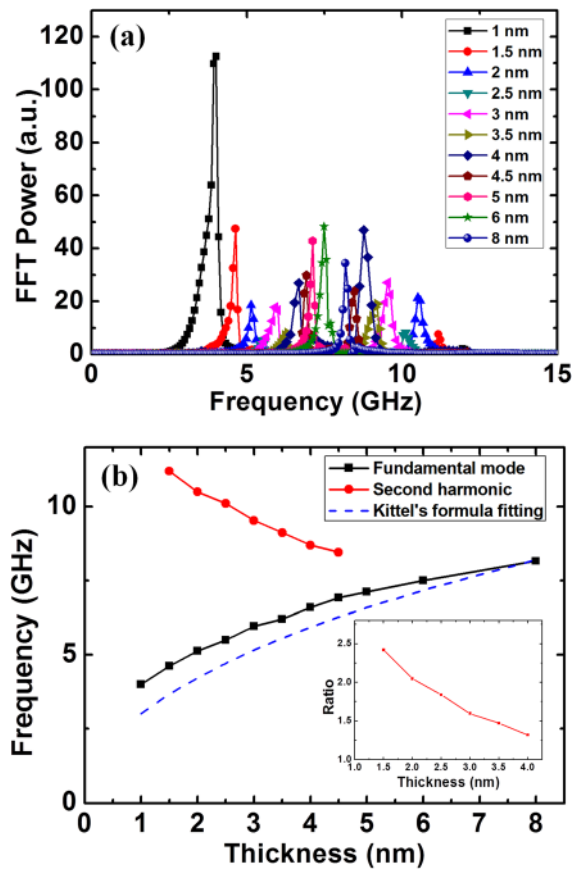 (a)
120
100
80
60
40
20
0
FFT Power (a.u.)
1 nm
1.5 nm
2 nm
2.5 nm
3 nm
3.5 nm
4 nm
4.5 nm
5 nm
6 nm
8 nm
0 5 10 15
Frequency (GHz)
(b)
Fundamental mode
Second harmonic
Kittel's formula fitting
10
5
0
Frequency (GHz)
2.5
2.0
1.5
1.0
Ratio
1.0 1.5 2.0 2.5 3.0 3.5 4.0
Thickness (nm)
0 1 2 3 4 5 6 7 8
Thickness (nm)